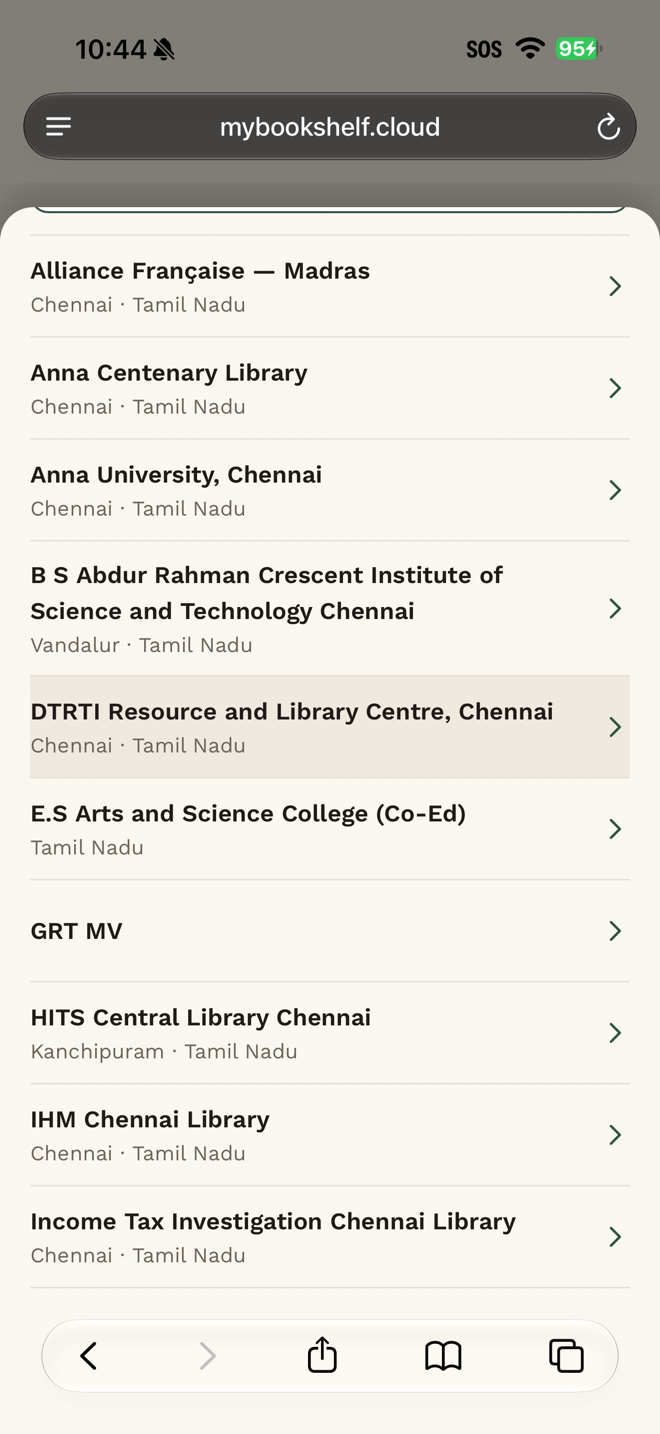 10:44
SOS
95
mybookshelf.cloud
Alliance Française — Madras
Chennai · Tamil Nadu
Anna Centenary Library
Chennai · Tamil Nadu
Anna University, Chennai
Chennai · Tamil Nadu
B S Abdur Rahman Crescent Institute of
Science and Technology Chennai
Vandalur · Tamil Nadu
DTRTI Resource and Library Centre, Chennai
Chennai · Tamil Nadu
E.S Arts and Science College (Co-Ed)
Tamil Nadu
GRT MV
HITS Central Library Chennai
Kanchipuram · Tamil Nadu
IHM Chennai Library
Chennai · Tamil Nadu
Income Tax Investigation Chennai Library
Chennai · Tamil Nadu